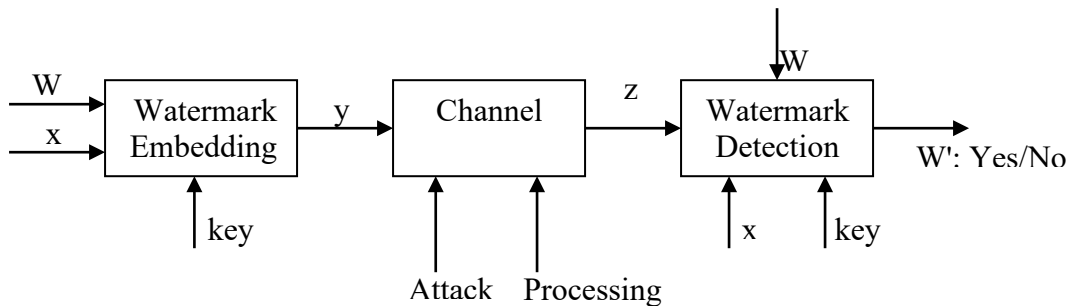 W
W
x
Watermark
Embedding
y
Channel
z
Watermark
Detection
W': Yes/No
key
x
key
Attack
Processing